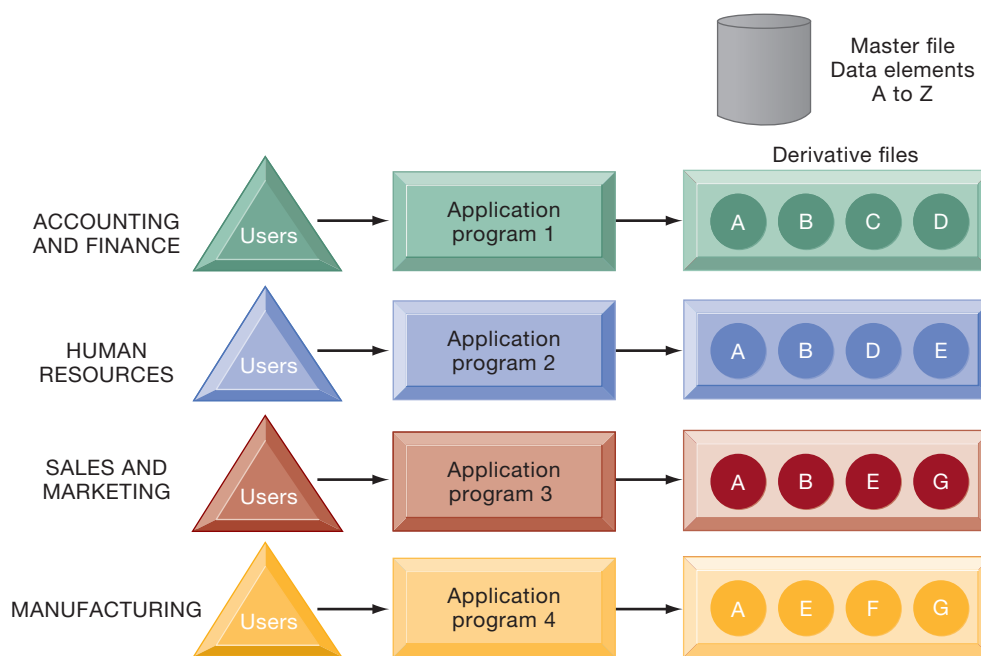 Master file
Data elements
A to Z
Derivative files
ACCOUNTING
AND FINANCE
Users
Application
program 1
A B C D
HUMAN
RESOURCES
Users
Application
program 2
A B D E
SALES AND
MARKETING
Users
Application
program 3
A B E G
MANUFACTURING
Users
Application
program 4
A E F G